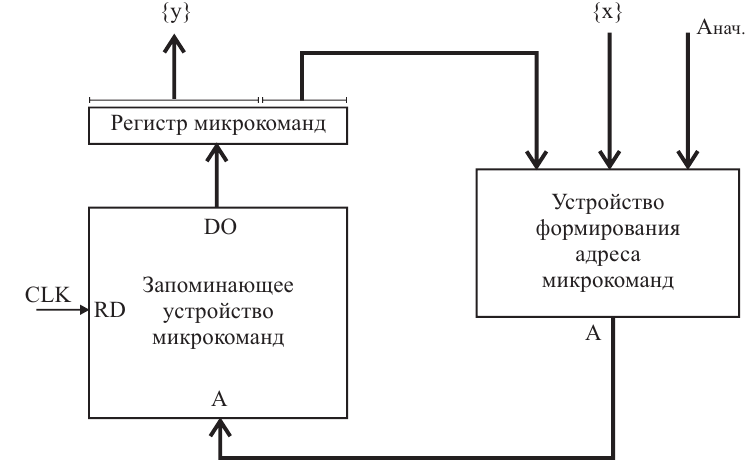 {y}
{x}
Aнач.
Регистр микрокоманд
DO
Запоминающее
устройство
микрокоманд
CLK
RD
A
Устройство
формирования
адреса
микрокоманд
A